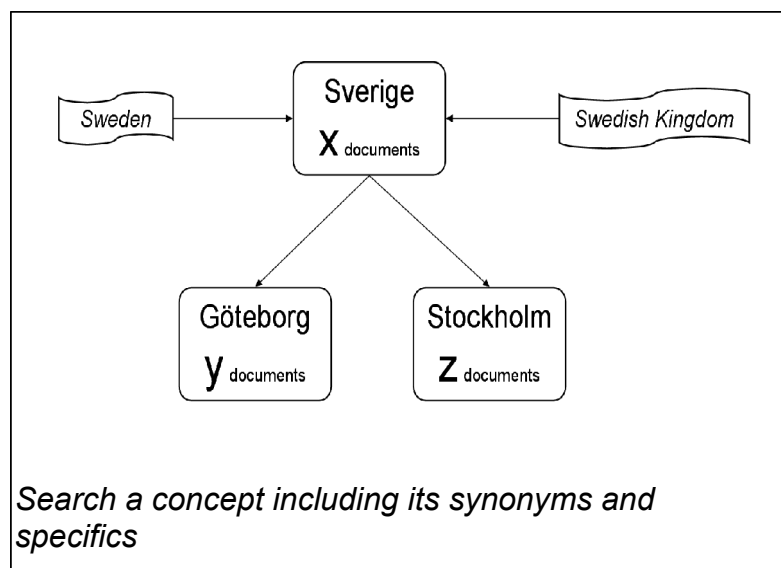 Sverige
Sweden
Swedish Kingdom
x documents
Göteborg
Stockholm
y documents
z documents
Search a concept including its synonyms and
specifics